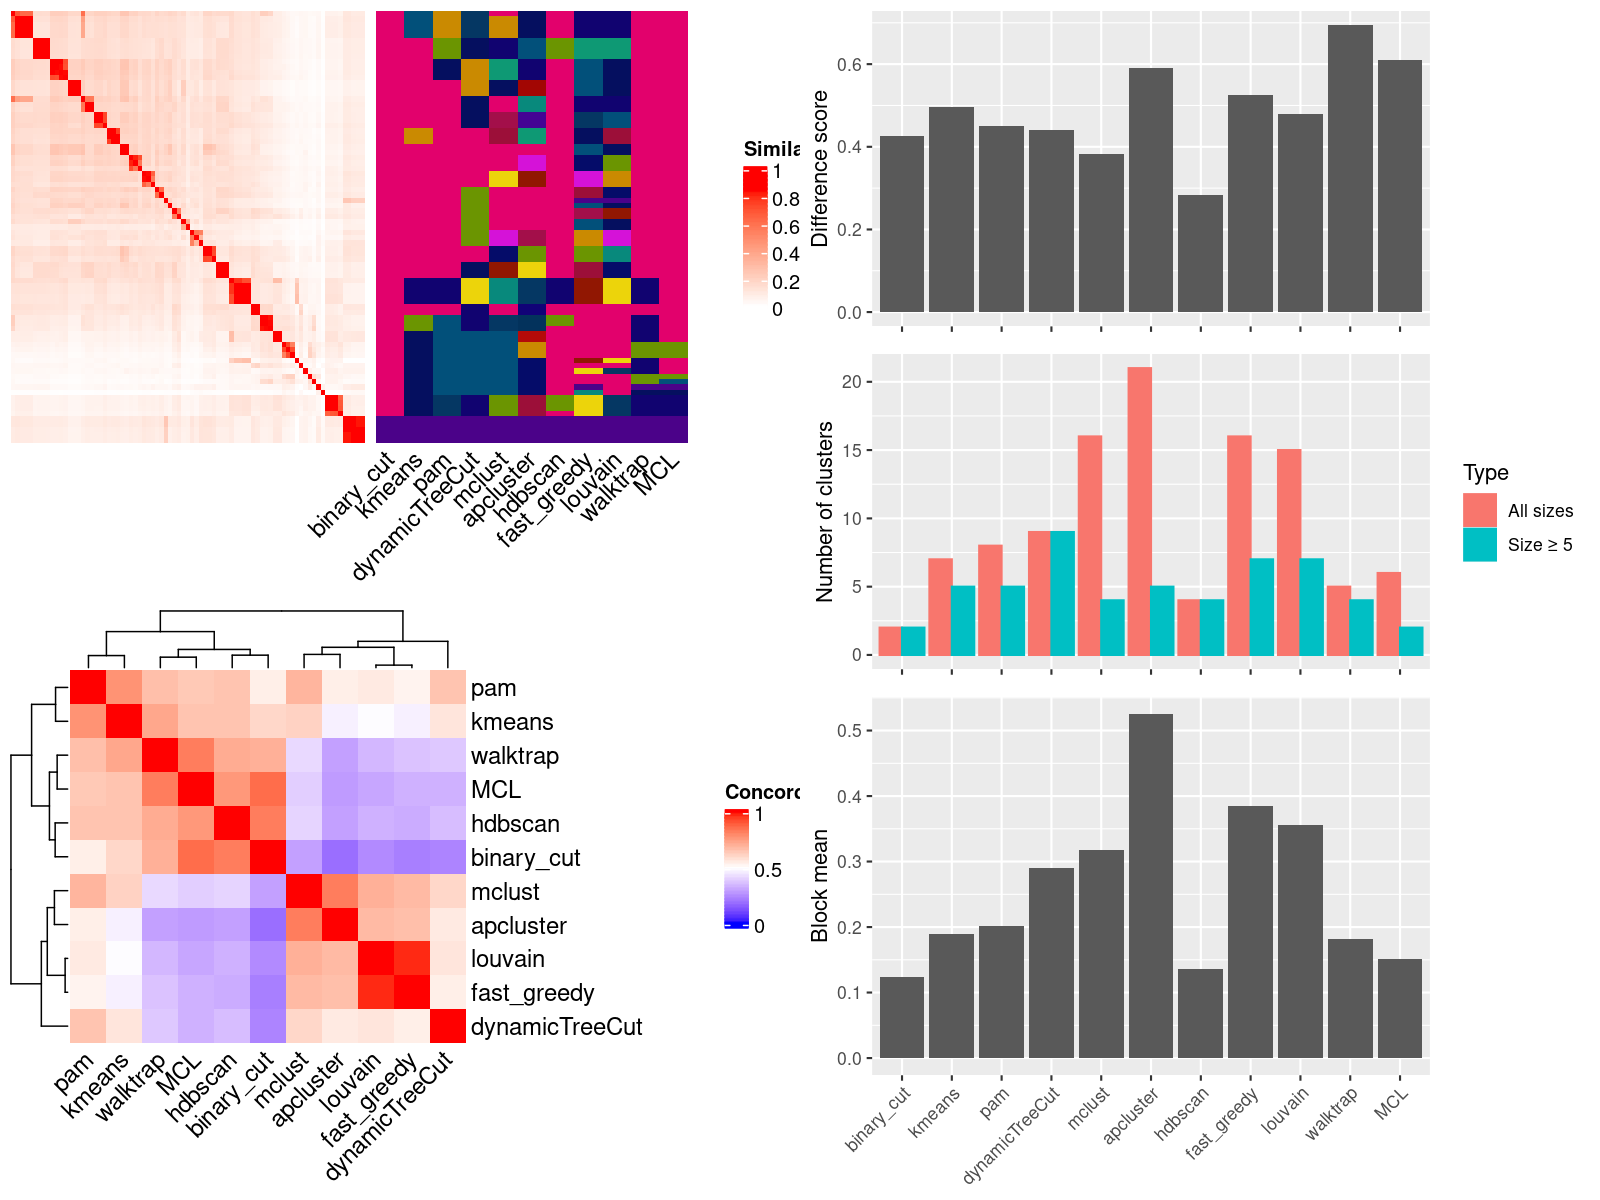 binary_cut
kmeans
pam
dynamicTreeCut
mclust
apcluster
hdbscan
fast_greedy
louvain
walktrap
MCL
Simila
1
0.8
0.6
0.4
0.2
0
Difference score
0.6
0.4
0.2
0.0
Number of clusters
20
15
10
5
0
Type
All sizes
Size ≥ 5
pam
kmeans
walktrap
MCL
hdbscan
binary_cut
mclust
apcluster
louvain
fast_greedy
dynamicTreeCut
pam
kmeans
walktrap
MCL
hdbscan
binary_cut
mclust
apcluster
louvain
fast_greedy
dynamicTreeCut
Concord
1
0.5
0
Block mean
0.5
0.4
0.3
0.2
0.1
0.0
binary_cut
kmeans
pam
dynamicTreeCut
mclust
apcluster
hdbscan
fast_greedy
louvain
walktrap
MCL